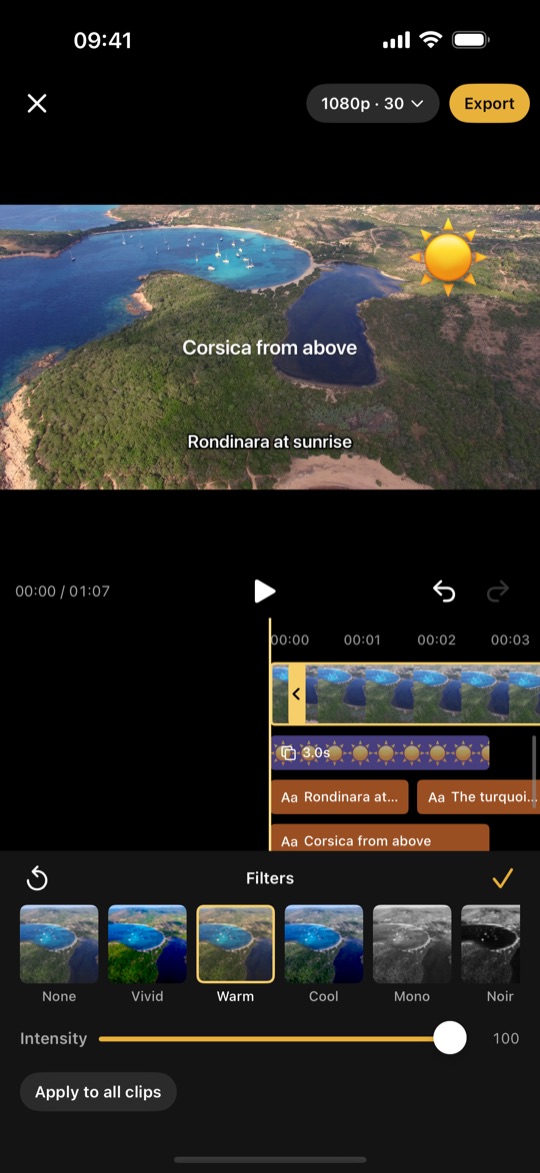 09:41
1080p · 30
Export
Corsica from above
Rondinara at sunrise
00:00 / 01:07
00:00 00:01 00:02 00:03
3.0s
Aa Rondinara at... Aa The turquoi...
Aa Corsica from above
Filters
None Vivid Warm Cool Mono Noir
Intensity 100
Apply to all clips